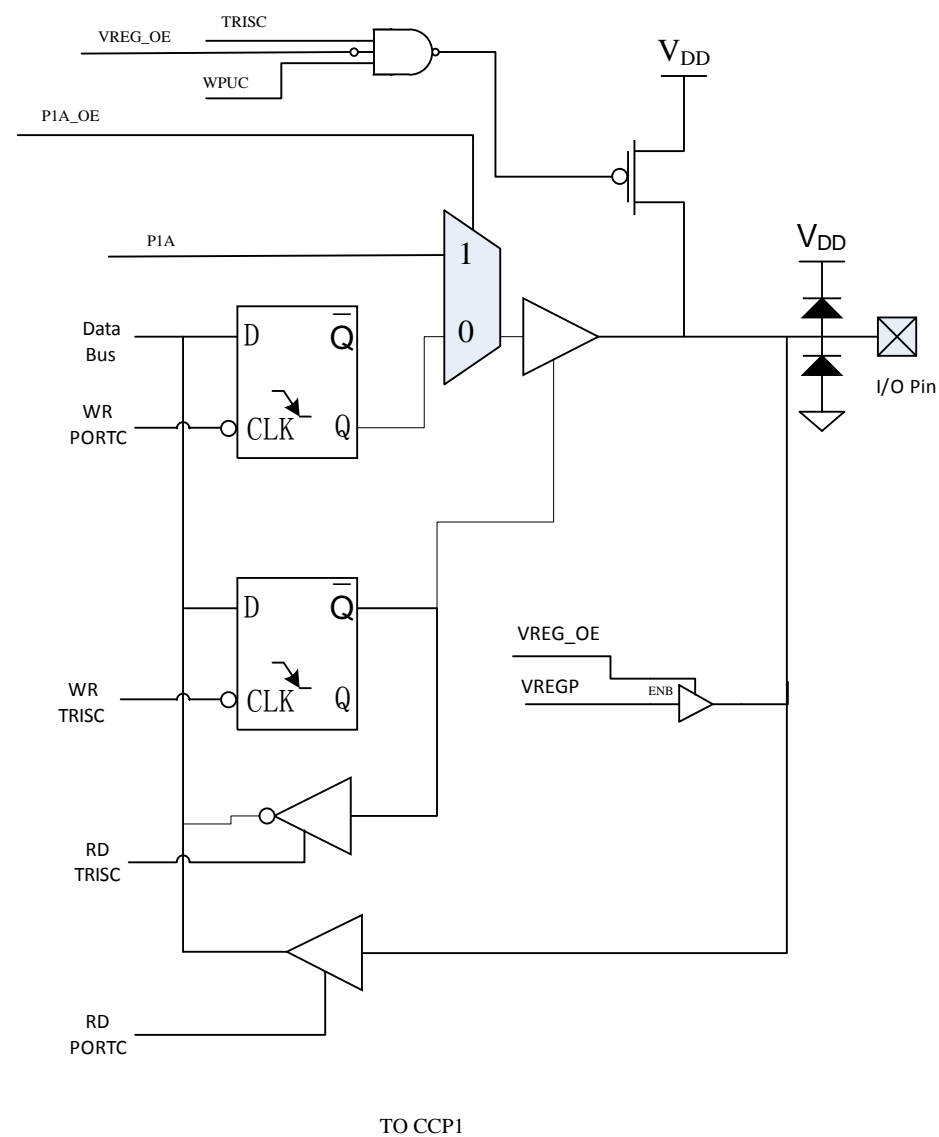 TRISC
VREG_OE
WPUC
VDD
P1A_OE
P1A
1
VDD
Data
Bus
D
Q
0
I/O Pin
WR
PORTC
CLK
Q
D
Q
VREG_OE
WR
TRISC
CLK
Q
VREGP
ENB
RD
TRISC
RD
PORTC
TO CCP1